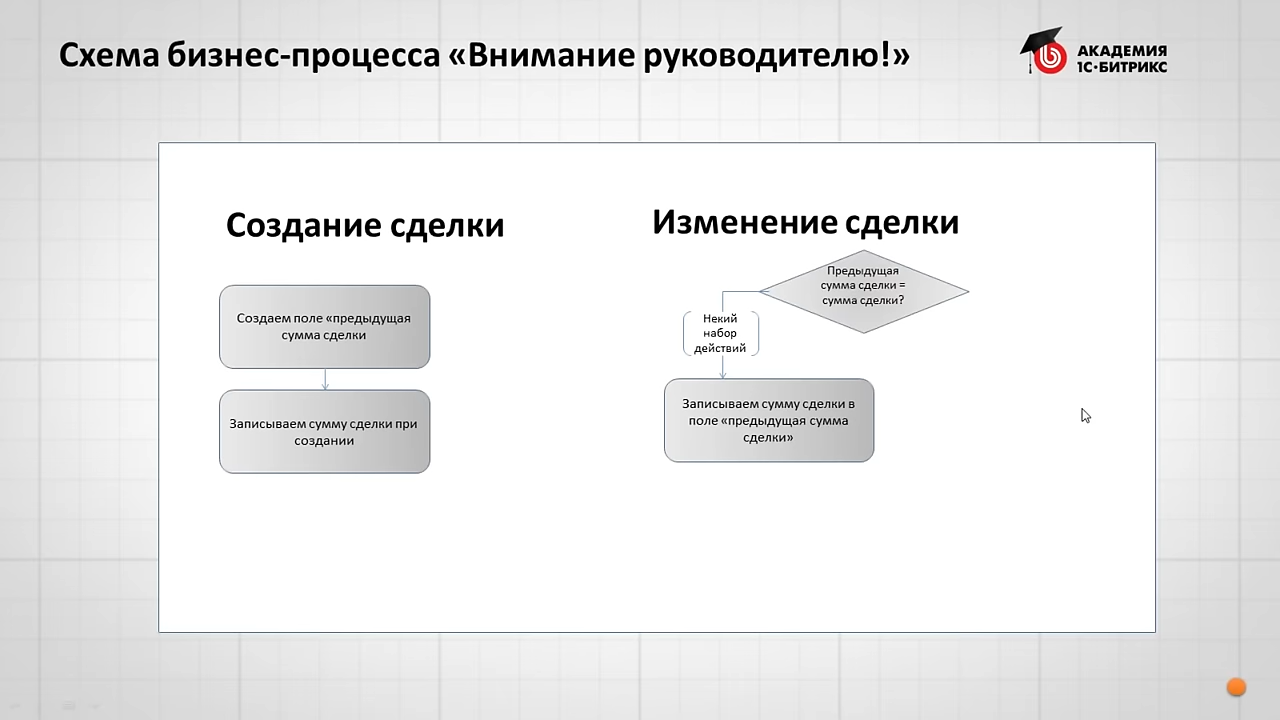 Схема бизнес-процесса «Внимание руководителю!»
АКАДЕМИЯ
1С·БИТРИКС
Создание сделки
Создаем поле «предыдущая
сумма сделки
Записываем сумму сделки при
создании
Изменение сделки
Предыдущая
сумма сделки =
сумма сделки?
Некий
набор
действий
Записываем сумму сделки в
поле «предыдущая сумма
сделки»